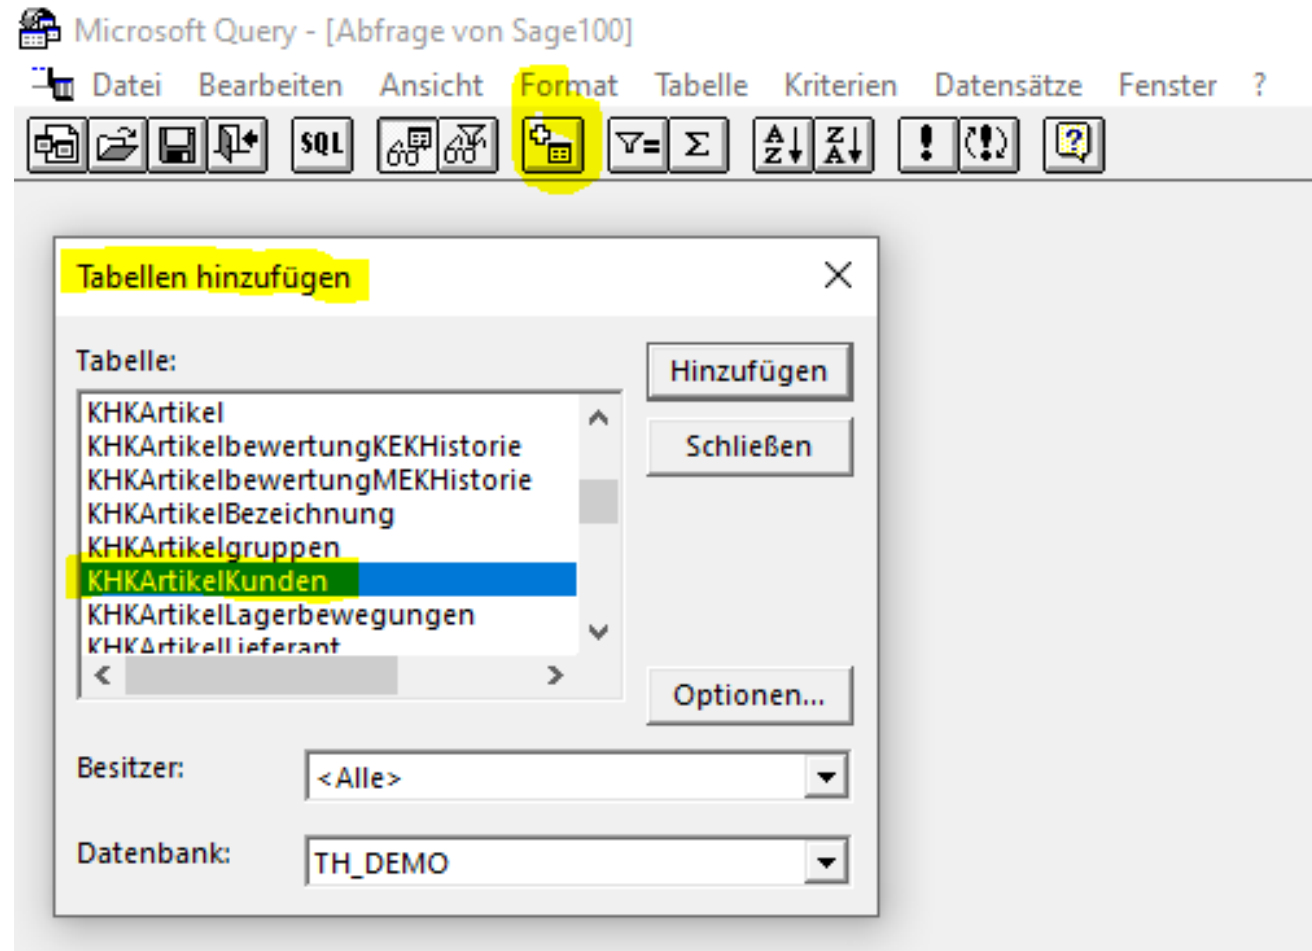 Microsoft Query - [Abfrage von Sage100]
Datei Bearbeiten Ansicht Format Tabelle Kriterien Datensätze Fenster ?
SQL A Z Z A
Tabellen hinzufügen
Tabelle:
Hinzufügen
KHKArtikel
KHKArtikelbewertungKEKHistorie
Schließen
KHKArtikelbewertungMEKHistorie
KHKArtikelBezeichnung
KHKArtikelgruppen
KHKArtikelKunden
KHKArtikelLagerbewegungen
KHKArtikelLieferant
Optionen...
Besitzer:
<Alle>
Datenbank:
TH_DEMO